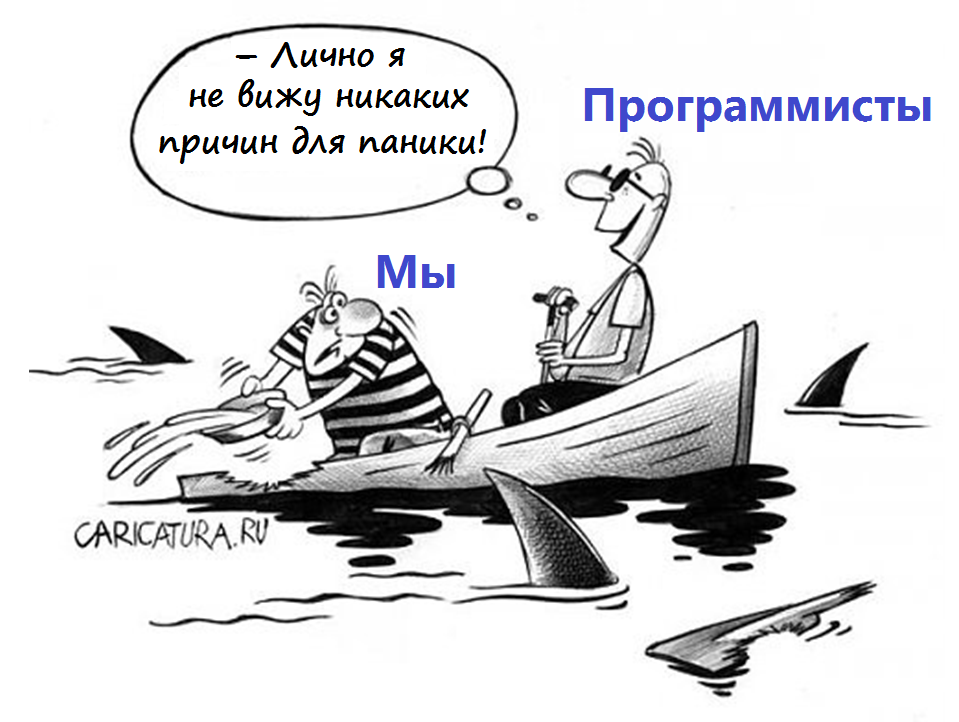 – Лично я
не вижу никаких
причин для паники!
Программисты
Мы
CARICATURA.RU